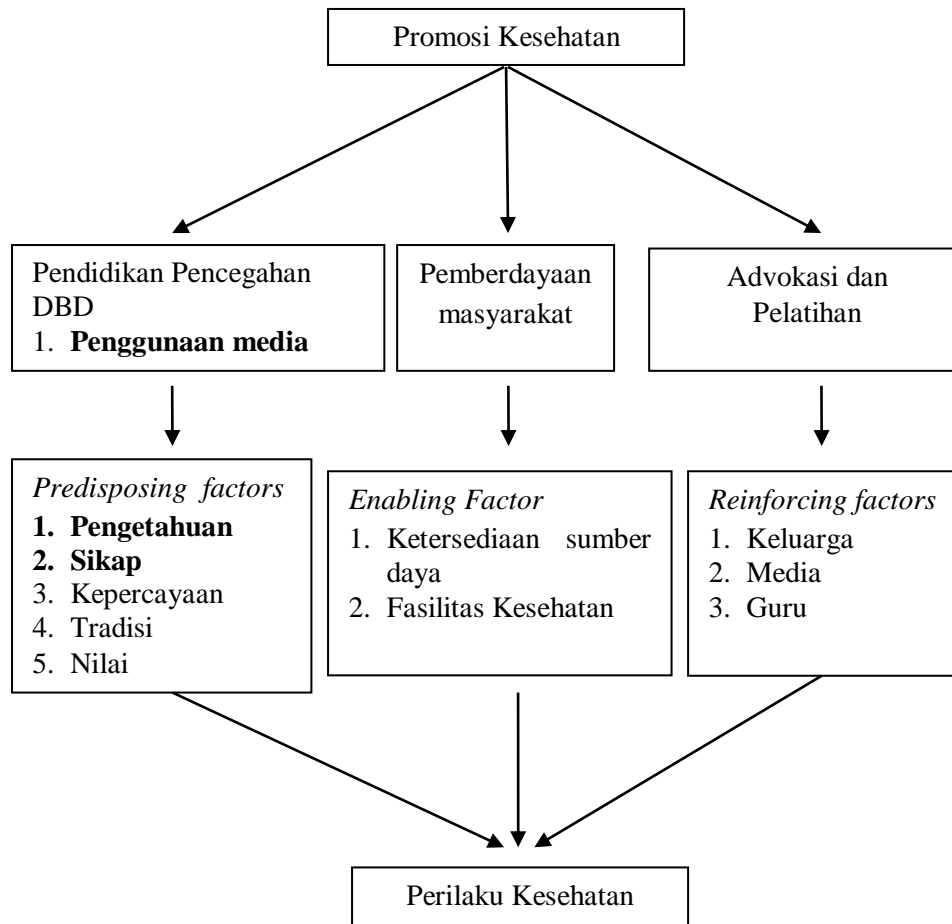 Promosi Kesehatan
Pendidikan Pencegahan
DBD
1. Penggunaan media
Pemberdayaan
masyarakat
Advokasi dan
Pelatihan
Predisposing factors
1. Pengetahuan
2. Sikap
3. Kepercayaan
4. Tradisi
5. Nilai
Enabling Factor
1. Ketersediaan sumber
daya
2. Fasilitas Kesehatan
Reinforcing factors
1. Keluarga
2. Media
3. Guru
Perilaku Kesehatan